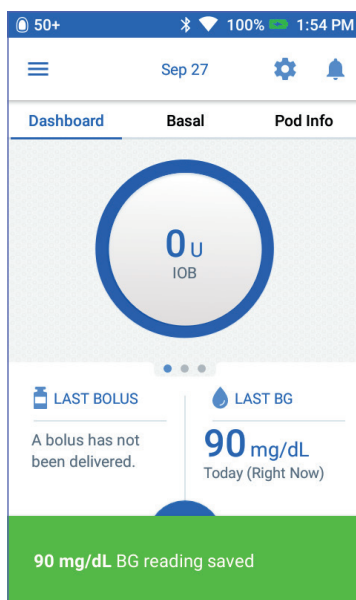 50+ 100% 1:54 PM
Sep 27
Dashboard Basal Pod Info
0 U
IOB
LAST BOLUS
A bolus has not
been delivered.
LAST BG
90 mg/dL
Today (Right Now)
90 mg/dL BG reading saved